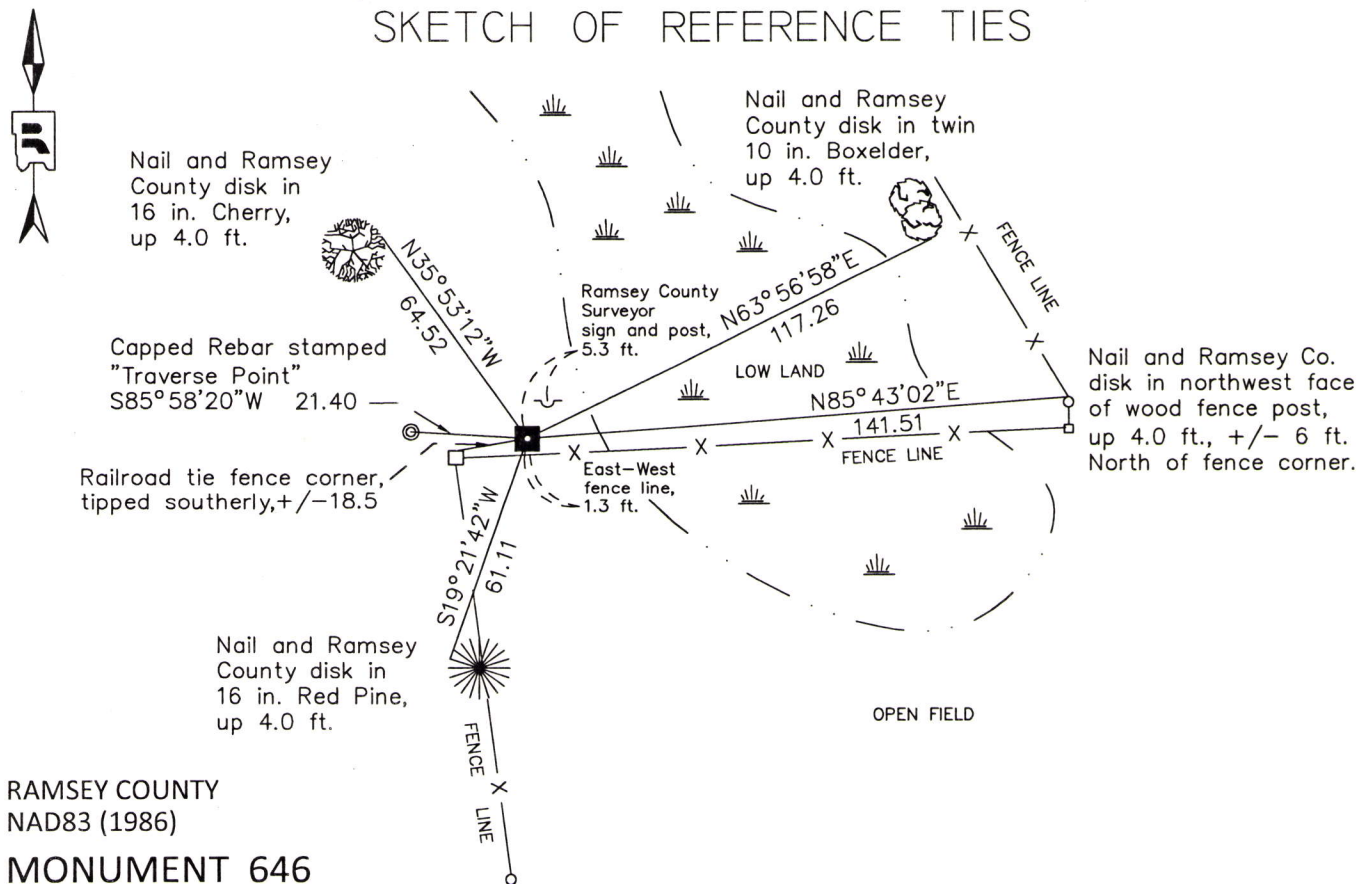 SKETCH OF REFERENCE TIES
Nail and Ramsey
County disk in
16 in. Cherry,
up 4.0 ft.
Nail and Ramsey
County disk in twin
10 in. Boxelder,
up 4.0 ft.
FENCE LINE
N35°53'12"W
64.52
Ramsey County
Surveyor
sign and post,
5.3 ft.
N63°56'58"E
117.26
Capped Rebar stamped
"Traverse Point"
S85°58'20"W 21.40
LOW LAND
N85°43'02"E
141.51
FENCE LINE
Nail and Ramsey Co.
disk in northwest face
of wood fence post,
up 4.0 ft., +/- 6 ft.
North of fence corner.
Railroad tie fence corner,
tipped southerly,+/-18.5
East-West
fence line,
1.3 ft.
S19°21'42"W
61.11
Nail and Ramsey
County disk in
16 in. Red Pine,
up 4.0 ft.
OPEN FIELD
FENCE LINE
RAMSEY COUNTY
NAD83 (1986)
MONUMENT 646